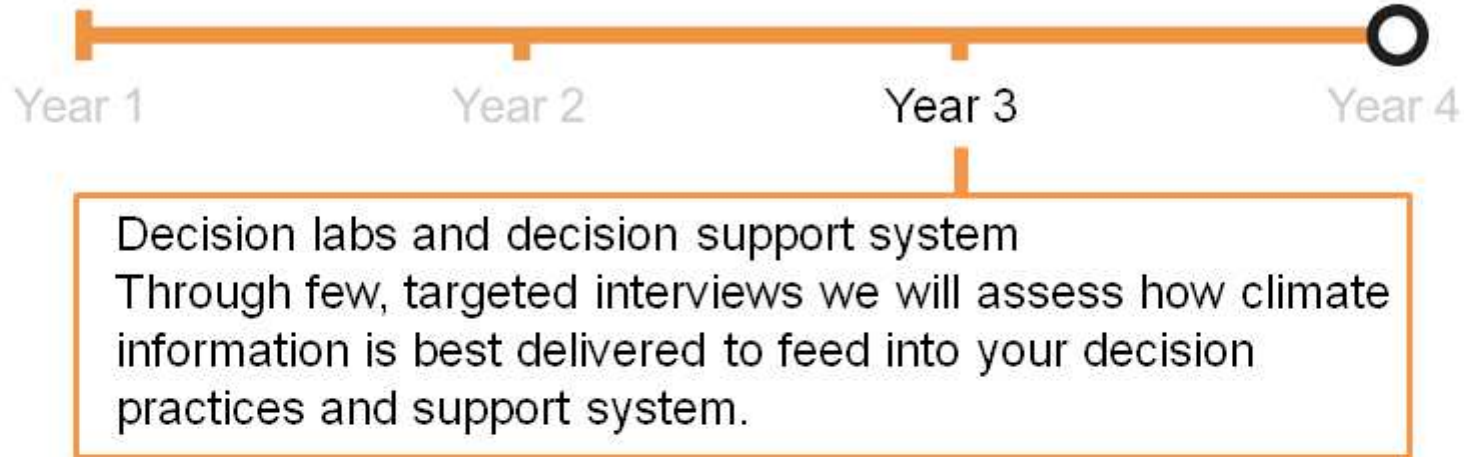 Year 1 Year 2 Year 3 Year 4
Decision labs and decision support system
Through few, targeted interviews we will assess how climate
information is best delivered to feed into your decision
practices and support system.